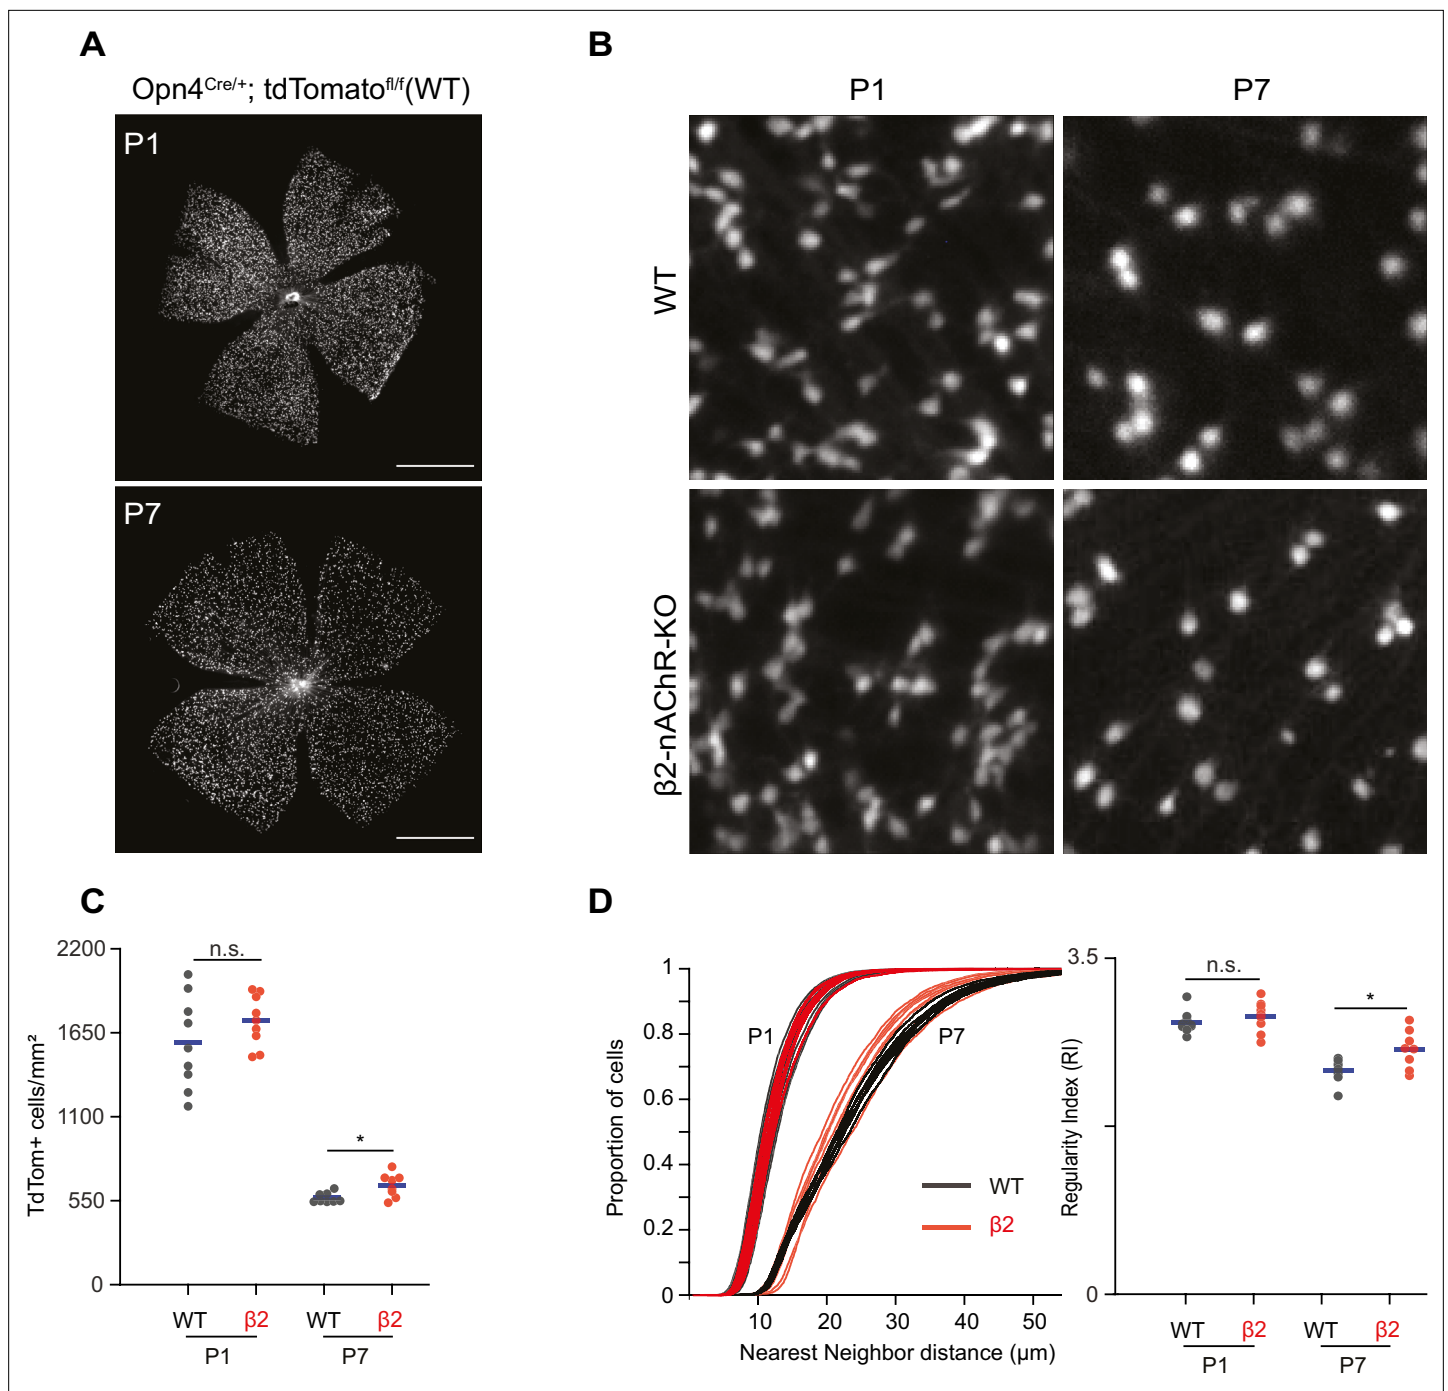 A
Opn4Cre/+; tdTomatofl/f(WT)
P1
P7
B
P1 P7
WT
β2-nAChR-KO
C
TdTom+ cells/mm²
2200
1650
1100
550
0
n.s.
*
WT β2 WT β2
P1 P7
D
Proportion of cells
1
0.8
0.6
0.4
0.2
0
P1
P7
WT
β2
10 20 30 40 50
Nearest Neighbor distance (µm)
Regularity Index (RI)
3.5
0
n.s.
*
WT β2 WT β2
P1 P7